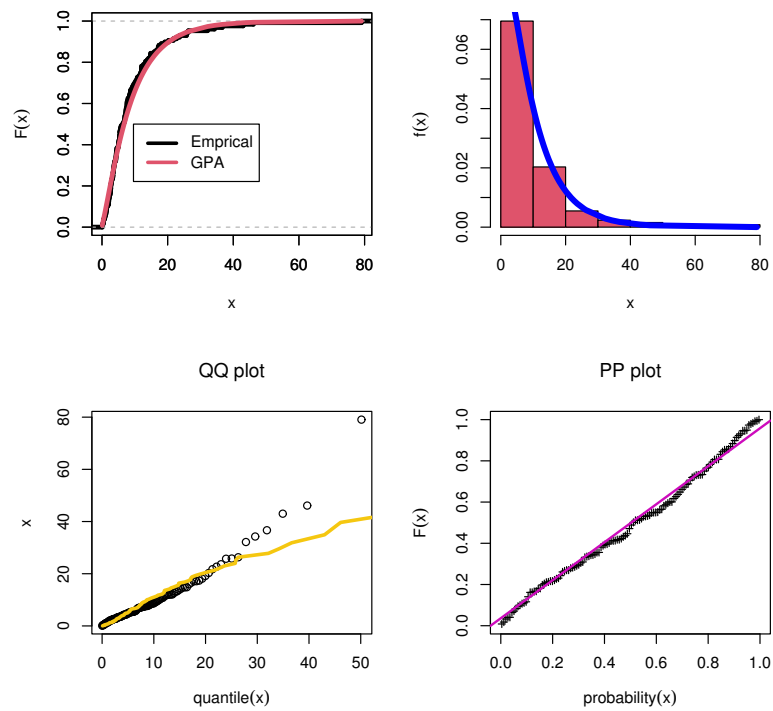 F(x)
0.0 0.2 0.4 0.6 0.8 1.0
Emprical
GPA
0 20 40 60 80
x
f(x)
0.00 0.02 0.04 0.06
0 20 40 60 80
x
QQ plot
x
0 20 40 60 80
0 10 20 30 40 50
quantile(x)
PP plot
F(x)
0.0 0.2 0.4 0.6 0.8 1.0
0.0 0.2 0.4 0.6 0.8 1.0
probability(x)